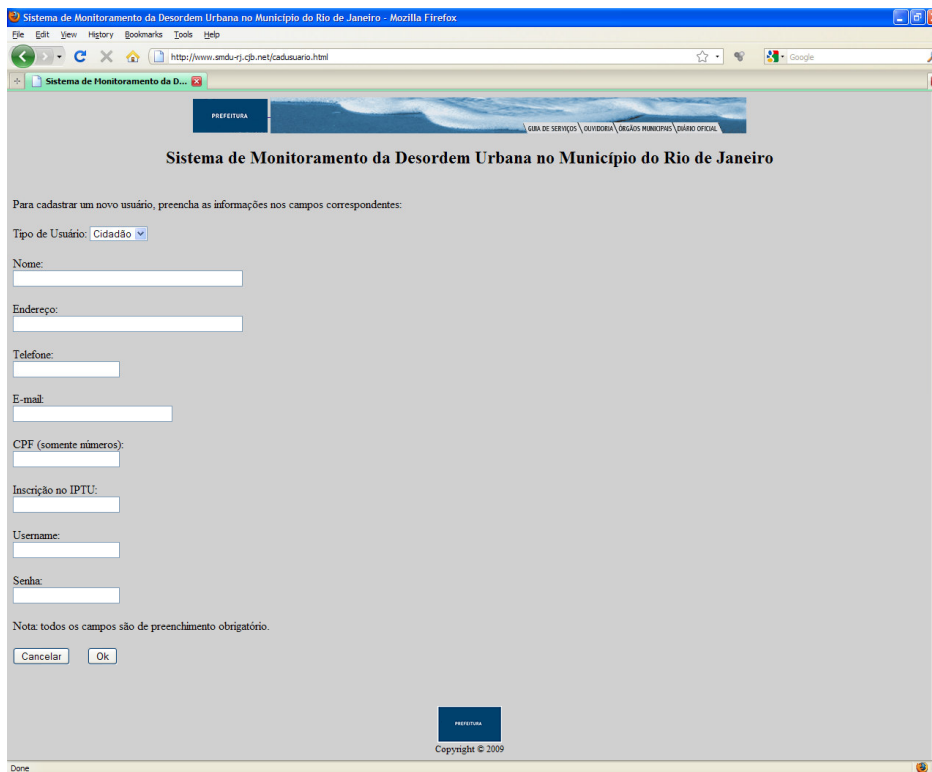 Sistema de Monitoramento da Desordem Urbana no Município do Rio de Janeiro - Mozilla Firefox
File Edit View History Bookmarks Tools Help
http://www.smdu-rj.cjb.net/cadusuario.html
Google
Sistema de Monitoramento da D...
PREFEITURA
GUIA DE SERVIÇOS \ OUVIDORIA \ ÓRGÃOS MUNICIPAIS \ DIÁRIO OFICIAL
Sistema de Monitoramento da Desordem Urbana no Município do Rio de Janeiro
Para cadastrar um novo usuário, preencha as informações nos campos correspondentes:
Tipo de Usuário: Cidadão
Nome:
Endereço:
Telefone:
E-mail:
CPF (somente números):
Inscrição no IPTU:
Username:
Senha:
Nota: todos os campos são de preenchimento obrigatório.
Cancelar Ok
PREFEITURA
Copyright © 2009
Done